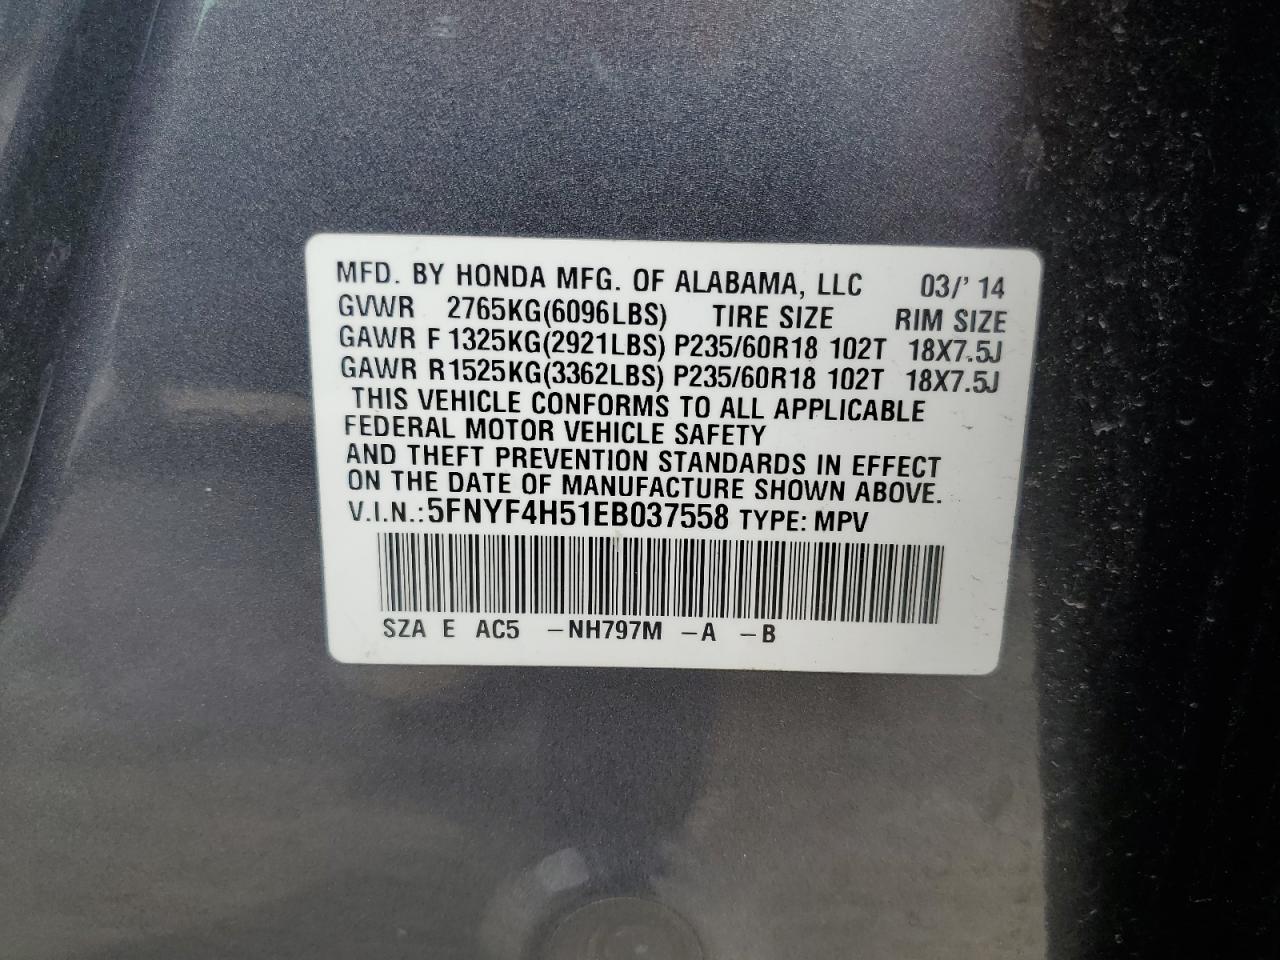 MFD. BY HONDA MFG. OF ALABAMA, LLC 03/'14
GVWR 2765KG(6096LBS) TIRE SIZE RIM SIZE
GAWR F 1325KG(2921LBS) P235/60R18 102T 18X7.5J
GAWR R1525KG(3362LBS) P235/60R18 102T 18X7.5J
THIS VEHICLE CONFORMS TO ALL APPLICABLE
FEDERAL MOTOR VEHICLE SAFETY
AND THEFT PREVENTION STANDARDS IN EFFECT
ON THE DATE OF MANUFACTURE SHOWN ABOVE.
V.I.N.:5FNYF4H51EB037558 TYPE: MPV
SZA E AC5 -NH797M -A -B